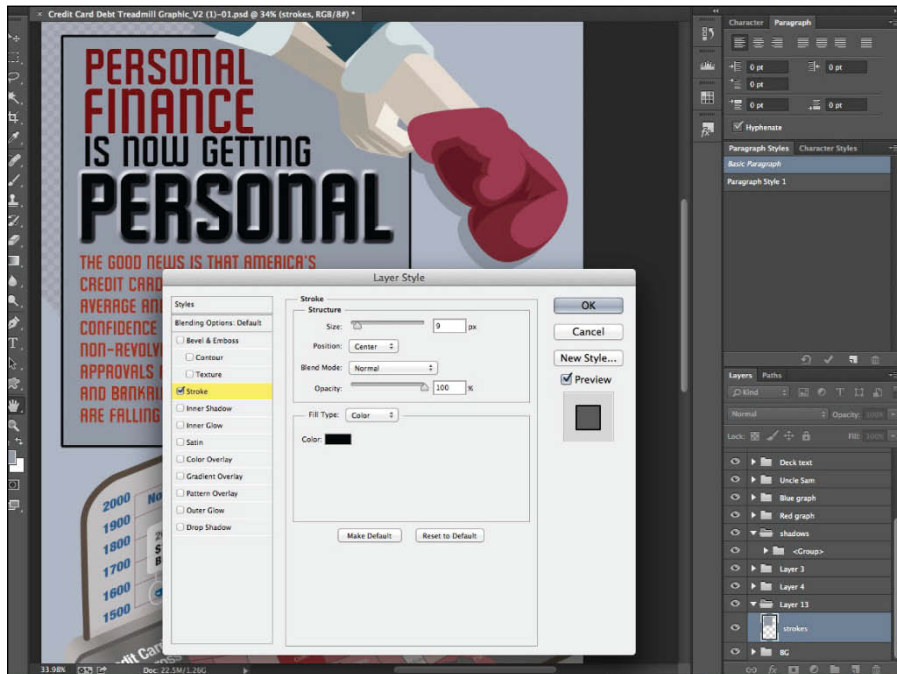 × Credit Card Debt Treadmill Graphic_V2 (1)-01.psd @ 34% (strokes, RGB/8#) *
PERSONAL
FINANCE
IS NOW GETTING
PERSONAL
THE GOOD NEWS IS THAT AMERICA'S
CREDIT CARD
AVERAGE AND
CONFIDENCE
NON-REVOLV
APPROVALS
AND BANKRU
ARE FALLING
2000
1900
1800
1700
1600
1500
Layer Style
Styles
Blending Options: Default
Bevel & Emboss
Contour
Texture
Stroke
Inner Shadow
Inner Glow
Satin
Color Overlay
Gradient Overlay
Pattern Overlay
Outer Glow
Drop Shadow
Stroke
Structure
Size: 9 px
Position: Center
Blend Mode: Normal
Opacity: 100 %
Fill Type: Color
Color:
Make Default Reset to Default
OK
Cancel
New Style...
Preview
33.98% Doc: 22.5M/1.26G
Character Paragraph
0 pt 0 pt
0 pt
0 pt 0 pt
Hyphenate
Paragraph Styles Character Styles
Basic Paragraph
Paragraph Style 1
Layers Paths
Kind
Normal Opacity: 100%
Lock: Fill: 100%
Deck text
Uncle Sam
Blue graph
Red graph
shadows
<Group>
Layer 3
Layer 4
Layer 13
strokes
BG